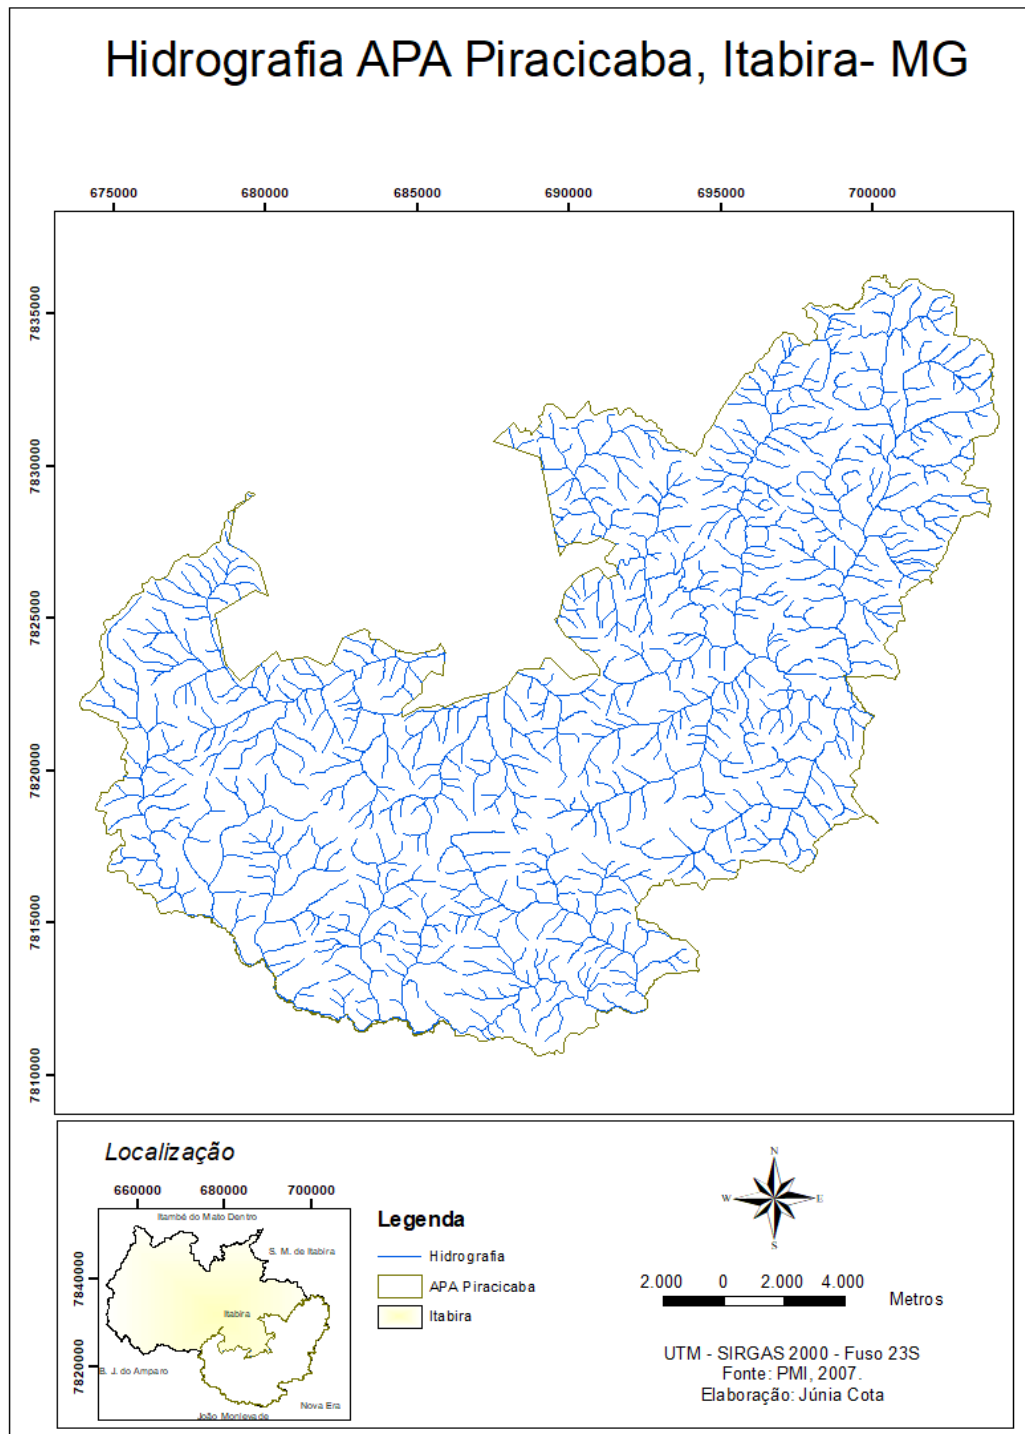 Hidrografia APA Piracicaba, Itabira- MG
675000 680000 685000 690000 695000 700000
7835000
7830000
7825000
7820000
7815000
7810000
Localização
660000 680000 700000
7840000
7820000
Itambé do Mato Dentro
S. M. de Itabira
Itabira
B. J. do Amparo
Nova Era
João Monlevade
Legenda
Hidrografia
APA Piracicaba
Itabira
N
W E
S
2.000 0 2.000 4.000
Metros
UTM - SIRGAS 2000 - Fuso 23S
Fonte: PMI, 2007.
Elaboração: Júnia Cota